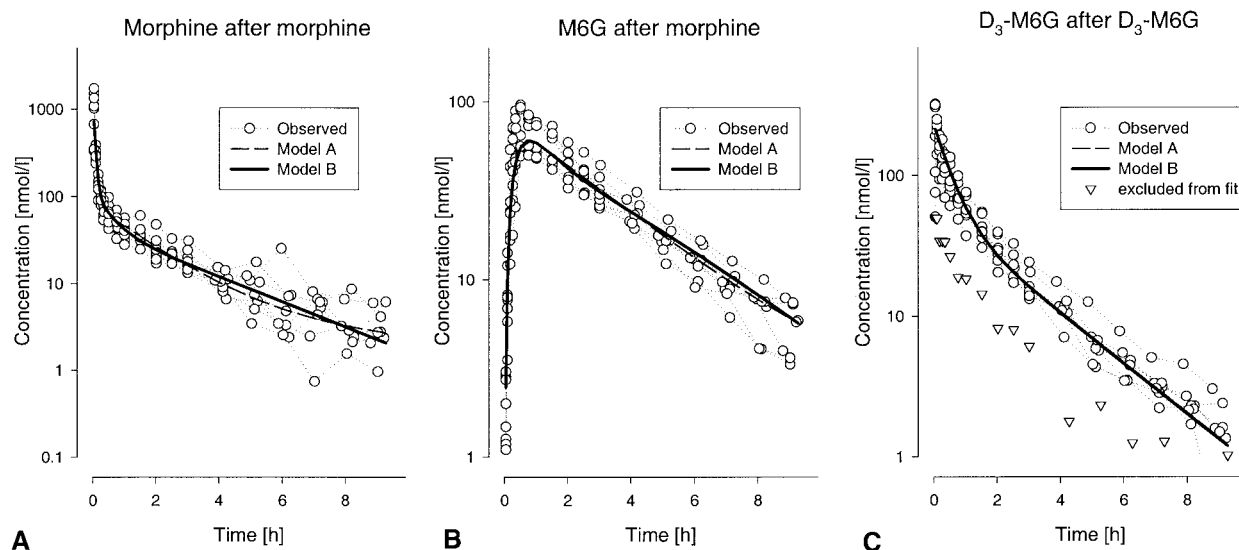 Morphine after morphine
Concentration [nmol/l]
1000
100
10
1
0.1
Observed
Model A
Model B
0 2 4 6 8
Time [h]
A
M6G after morphine
Concentration [nmol/l]
100
10
1
Observed
Model A
Model B
0 2 4 6 8
Time [h]
B
D3-M6G after D3-M6G
Concentration [nmol/l]
100
10
1
Observed
Model A
Model B
excluded from fit
0 2 4 6 8
Time [h]
C